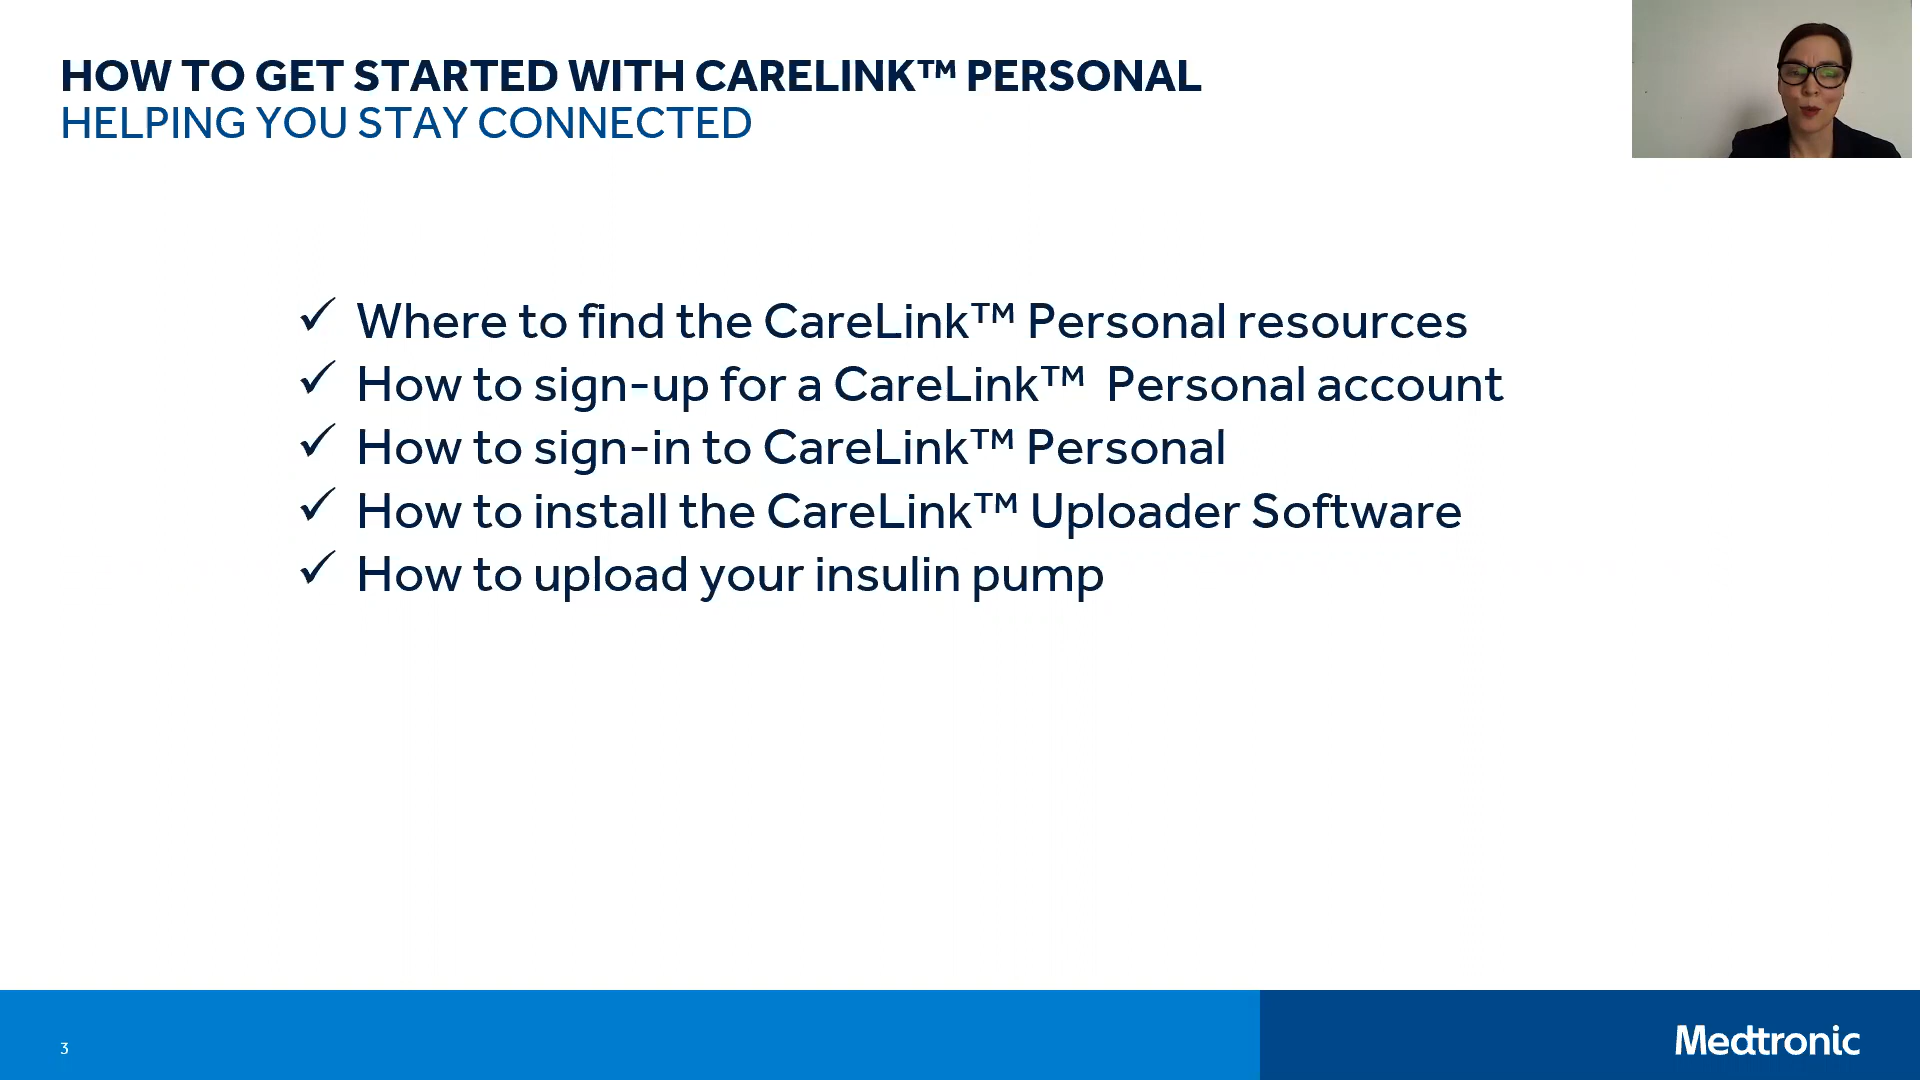 HOW TO GET STARTED WITH CARELINK™ PERSONAL
HELPING YOU STAY CONNECTED
✓ Where to find the CareLink™ Personal resources
✓ How to sign-up for a CareLink™ Personal account
✓ How to sign-in to CareLink™ Personal
✓ How to install the CareLink™ Uploader Software
✓ How to upload your insulin pump
3
Medtronic